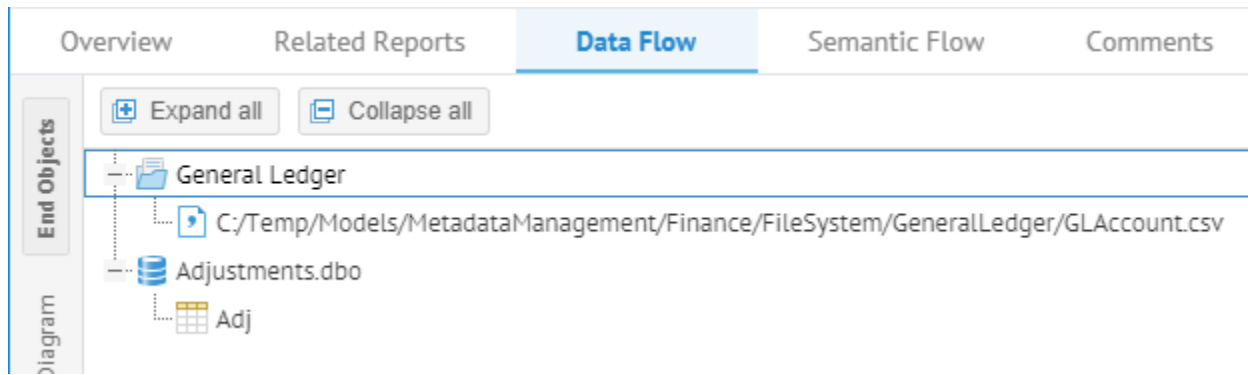 Overview Related Reports Data Flow Semantic Flow Comments
Expand all Collapse all
End Objects
General Ledger
C:/Temp/Models/MetadataManagement/Finance/FileSystem/GeneralLedger/GLAccount.csv
Adjustments.dbo
Adj
Diagram